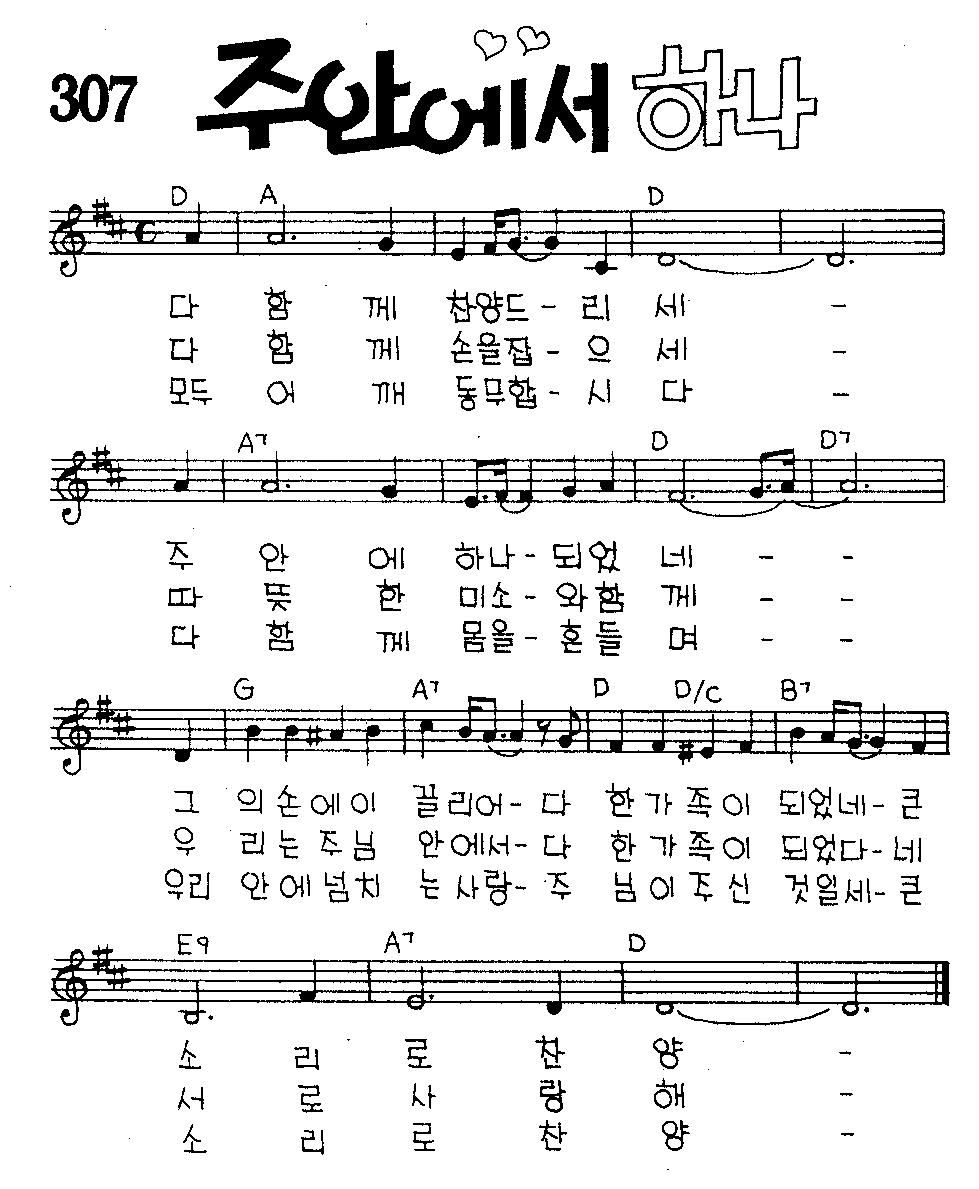 307 주안에서 하나
D A D
다 함 께 찬양드 - 리 세 -
다 함 께 손을잡 - 으 세 -
모두 어 깨 동무합 - 시 다 -
A7 D D7
주 안 에 하나 - 되었 네 - -
따 뜻 한 미소 - 와함 께 - -
다 함 께 몸을 - 흔들 며 - -
G A7 D D/C B7
그 의손에이 끌리어 - 다 한가족이 되었네 - 큰
우 리는주님 안에서 - 다 한가족이 되었다 - 네
우리 안에넘치 는사랑 - 주 님이주신 것일세 - 큰
E9 A7 D
소 리 로 찬 양 -
서 로 사 랑 해 -
소 리 로 찬 양 -